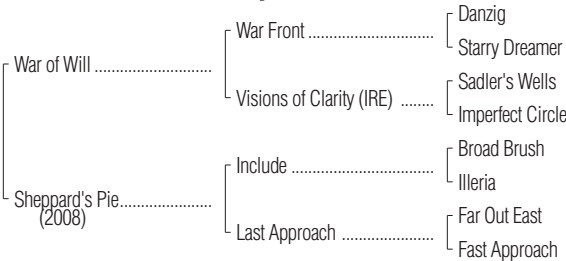 Danzig
War Front ..............................
Starry Dreamer
War of Will ............................
Sadler's Wells
Visions of Clarity (IRE) ........
Imperfect Circle
Broad Brush
Include ..................................
Illeria
Sheppard's Pie......................
(2008)
Far Out East
Last Approach ......................
Fast Approach